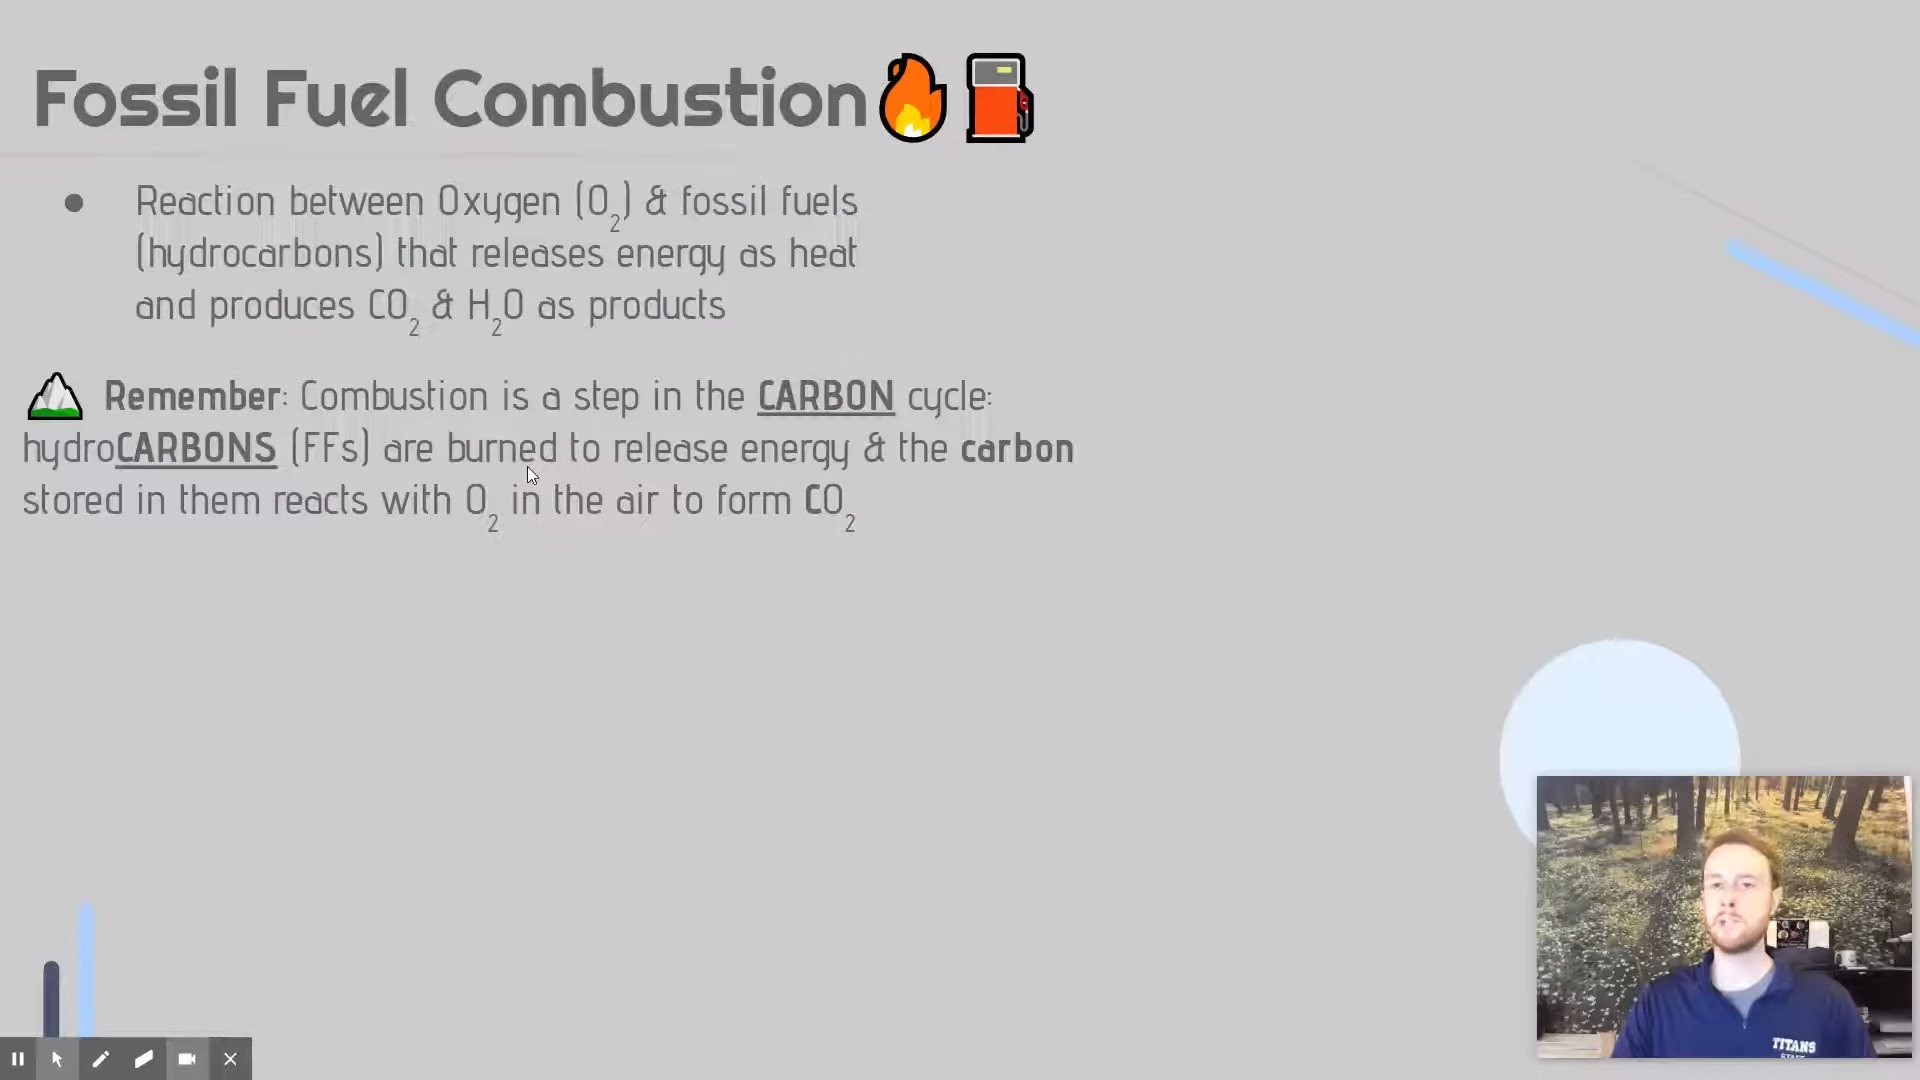 Fossil Fuel Combustion
● Reaction between Oxygen (O₂) & fossil fuels
(hydrocarbons) that releases energy as heat
and produces CO₂ & H₂O as products
Remember: Combustion is a step in the CARBON cycle:
hydroCARBONS (FFs) are burned to release energy & the carbon
stored in them reacts with O₂ in the air to form CO₂
TITANS
STAFF